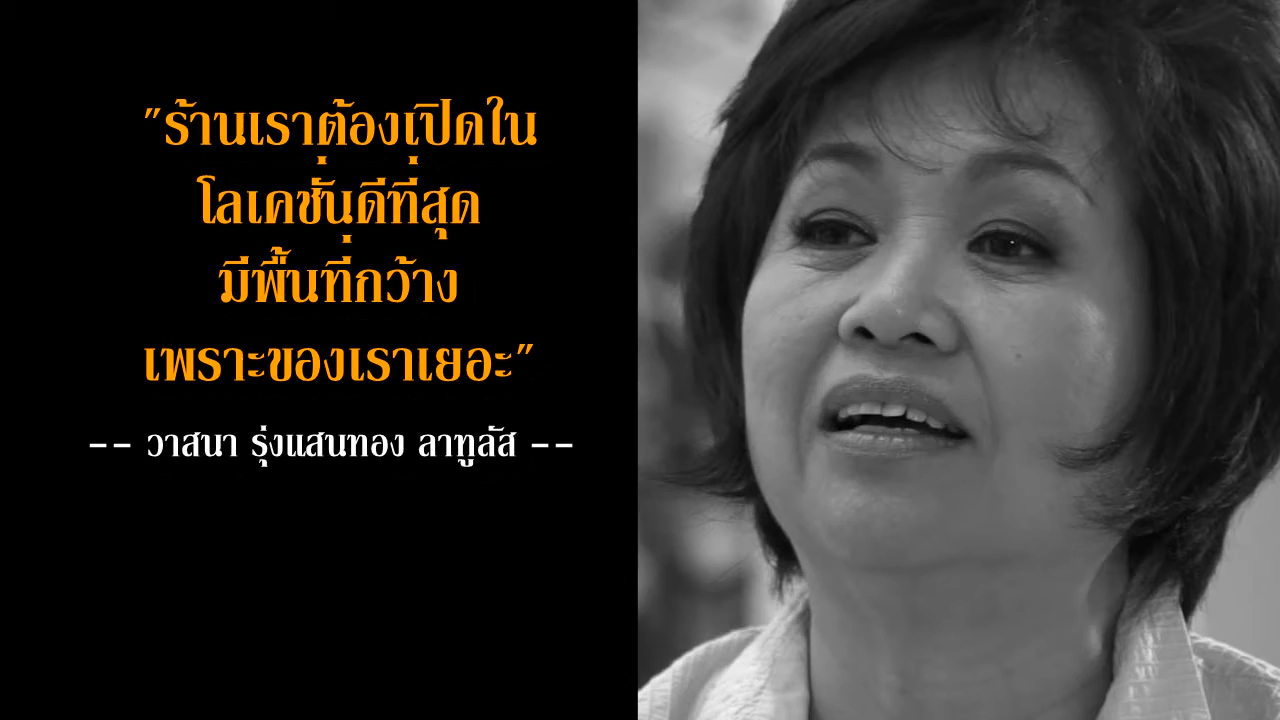 "ร้านเราต้องเปิดใน
โลเคชั่นดีที่สุด
มีพื้นที่กว้าง
เพราะของเราเยอะ"
-- วาสนา รุ่งแสนทอง ลาทูลัส --